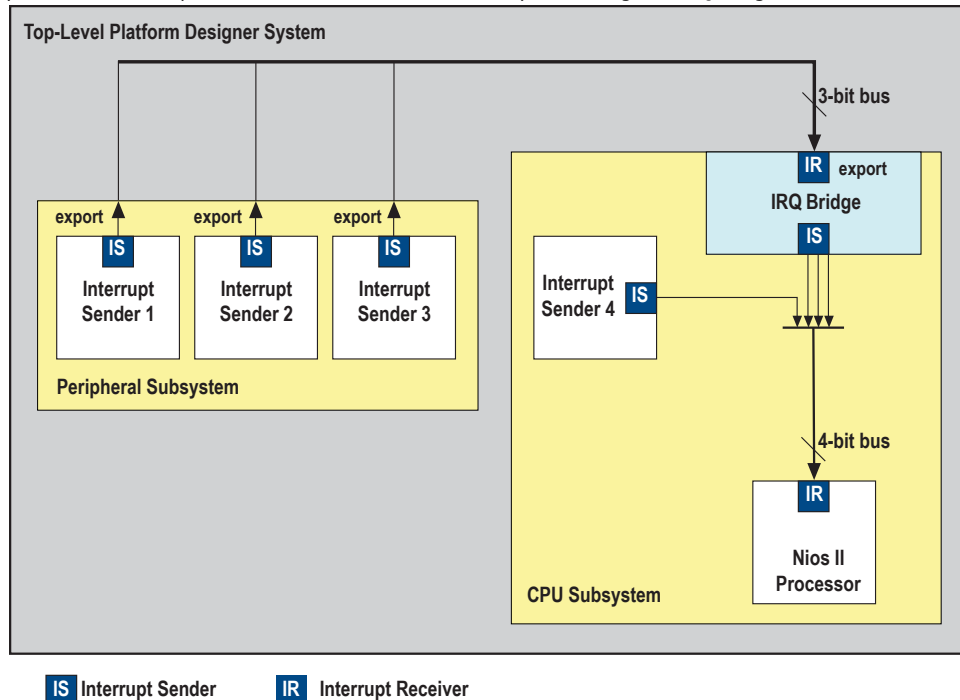 Top-Level Platform Designer System
3-bit bus
IR export
IRQ Bridge
IS
export export export
IS IS IS
Interrupt
Sender 1
Interrupt
Sender 2
Interrupt
Sender 3
Peripheral Subsystem
Interrupt
Sender 4
IS
4-bit bus
IR
Nios II
Processor
CPU Subsystem
IS Interrupt Sender IR Interrupt Receiver